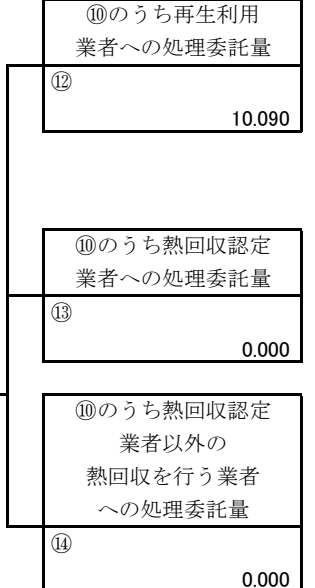 ⑩のうち再生利用
業者への処理委託量
⑫
10.090
⑩のうち熱回収認定
業者への処理委託量
⑬
0.000
⑩のうち熱回収認定
業者以外の
熱回収を行う業者
への処理委託量
⑭
0.000